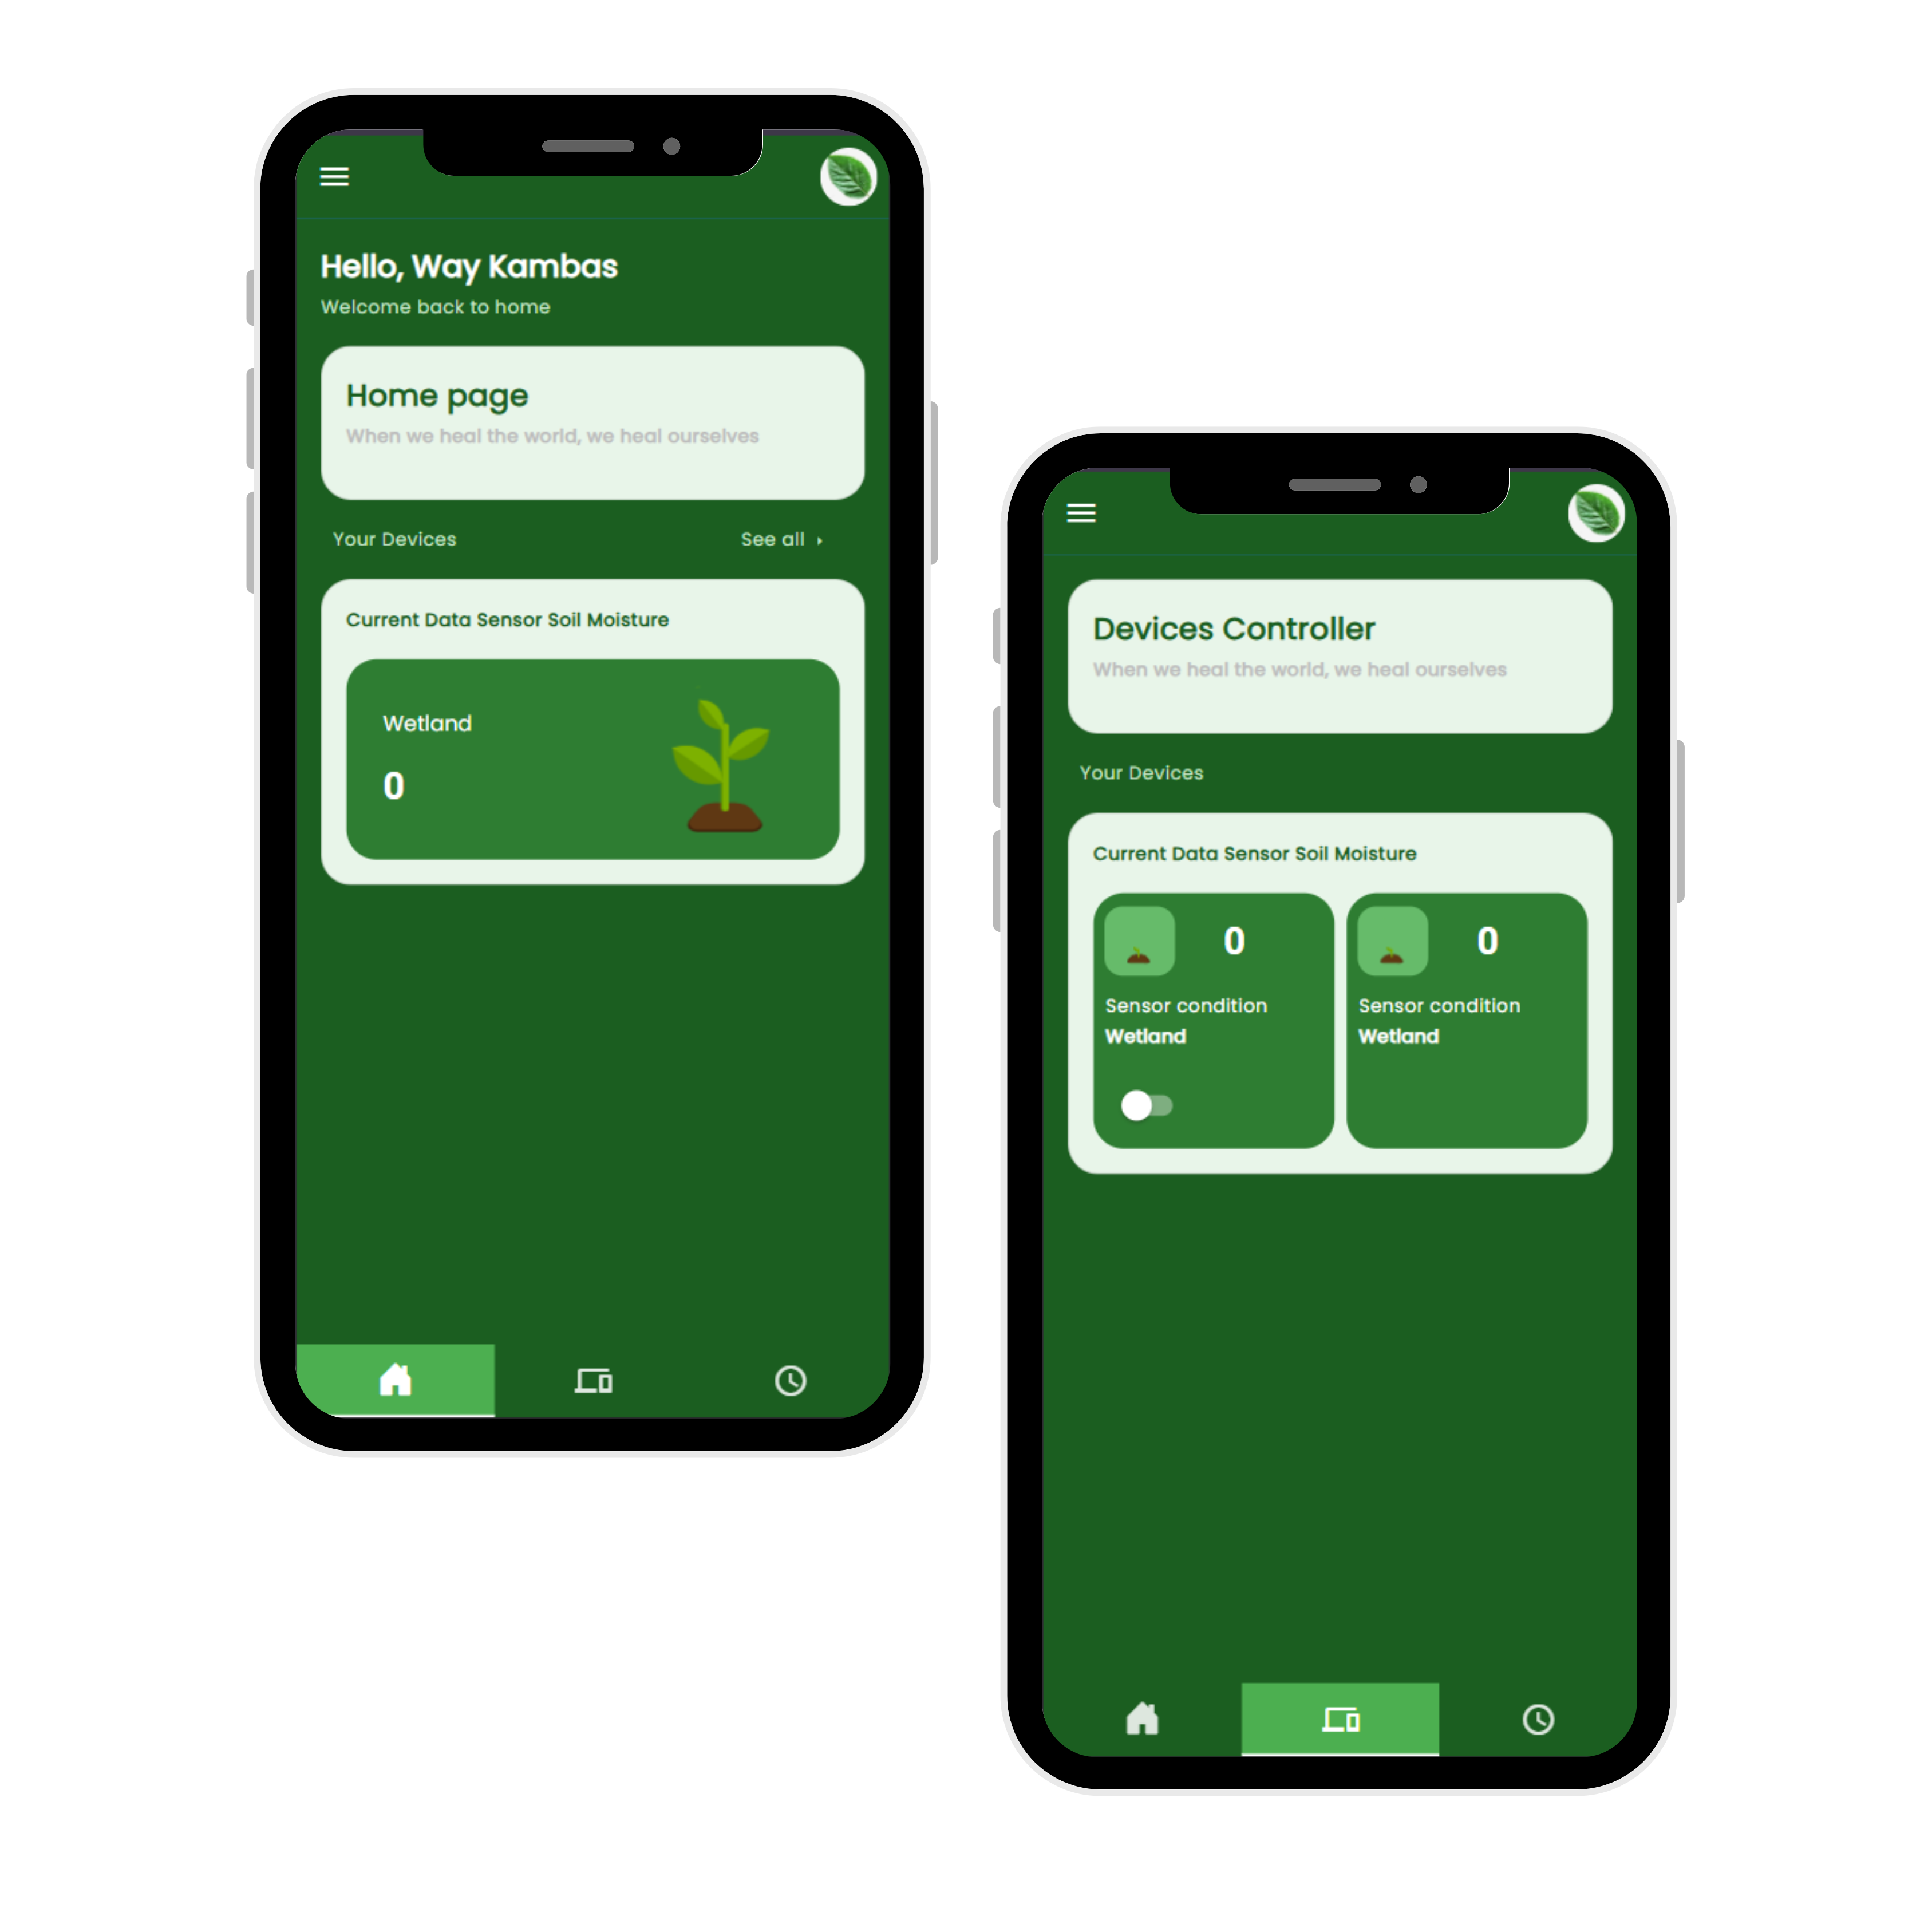 Hello, Way Kambas
Welcome back to home
Home page
When we heal the world, we heal ourselves
Your Devices
See all
Current Data Sensor Soil Moisture
Wetland
0
Devices Controller
When we heal the world, we heal ourselves
Your Devices
Current Data Sensor Soil Moisture
0
Sensor condition
Wetland
0
Sensor condition
Wetland